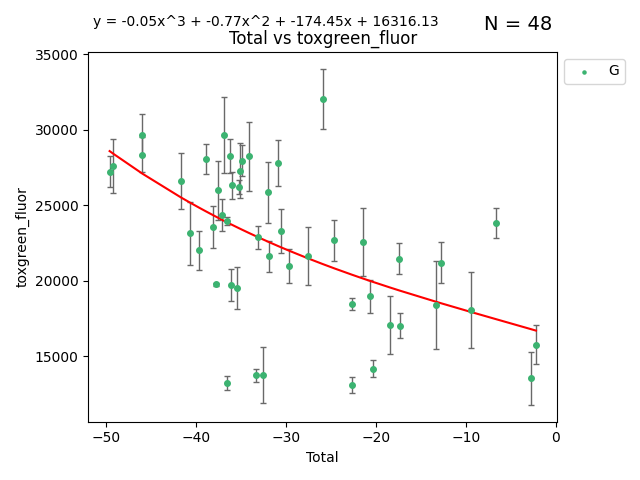 y = -0.05x^3 + -0.77x^2 + -174.45x + 16316.13
N = 48
Total vs toxgreen_fluor
G
toxgreen_fluor
35000
30000
25000
20000
15000
−50
−40
−30
−20
−10
0
Total